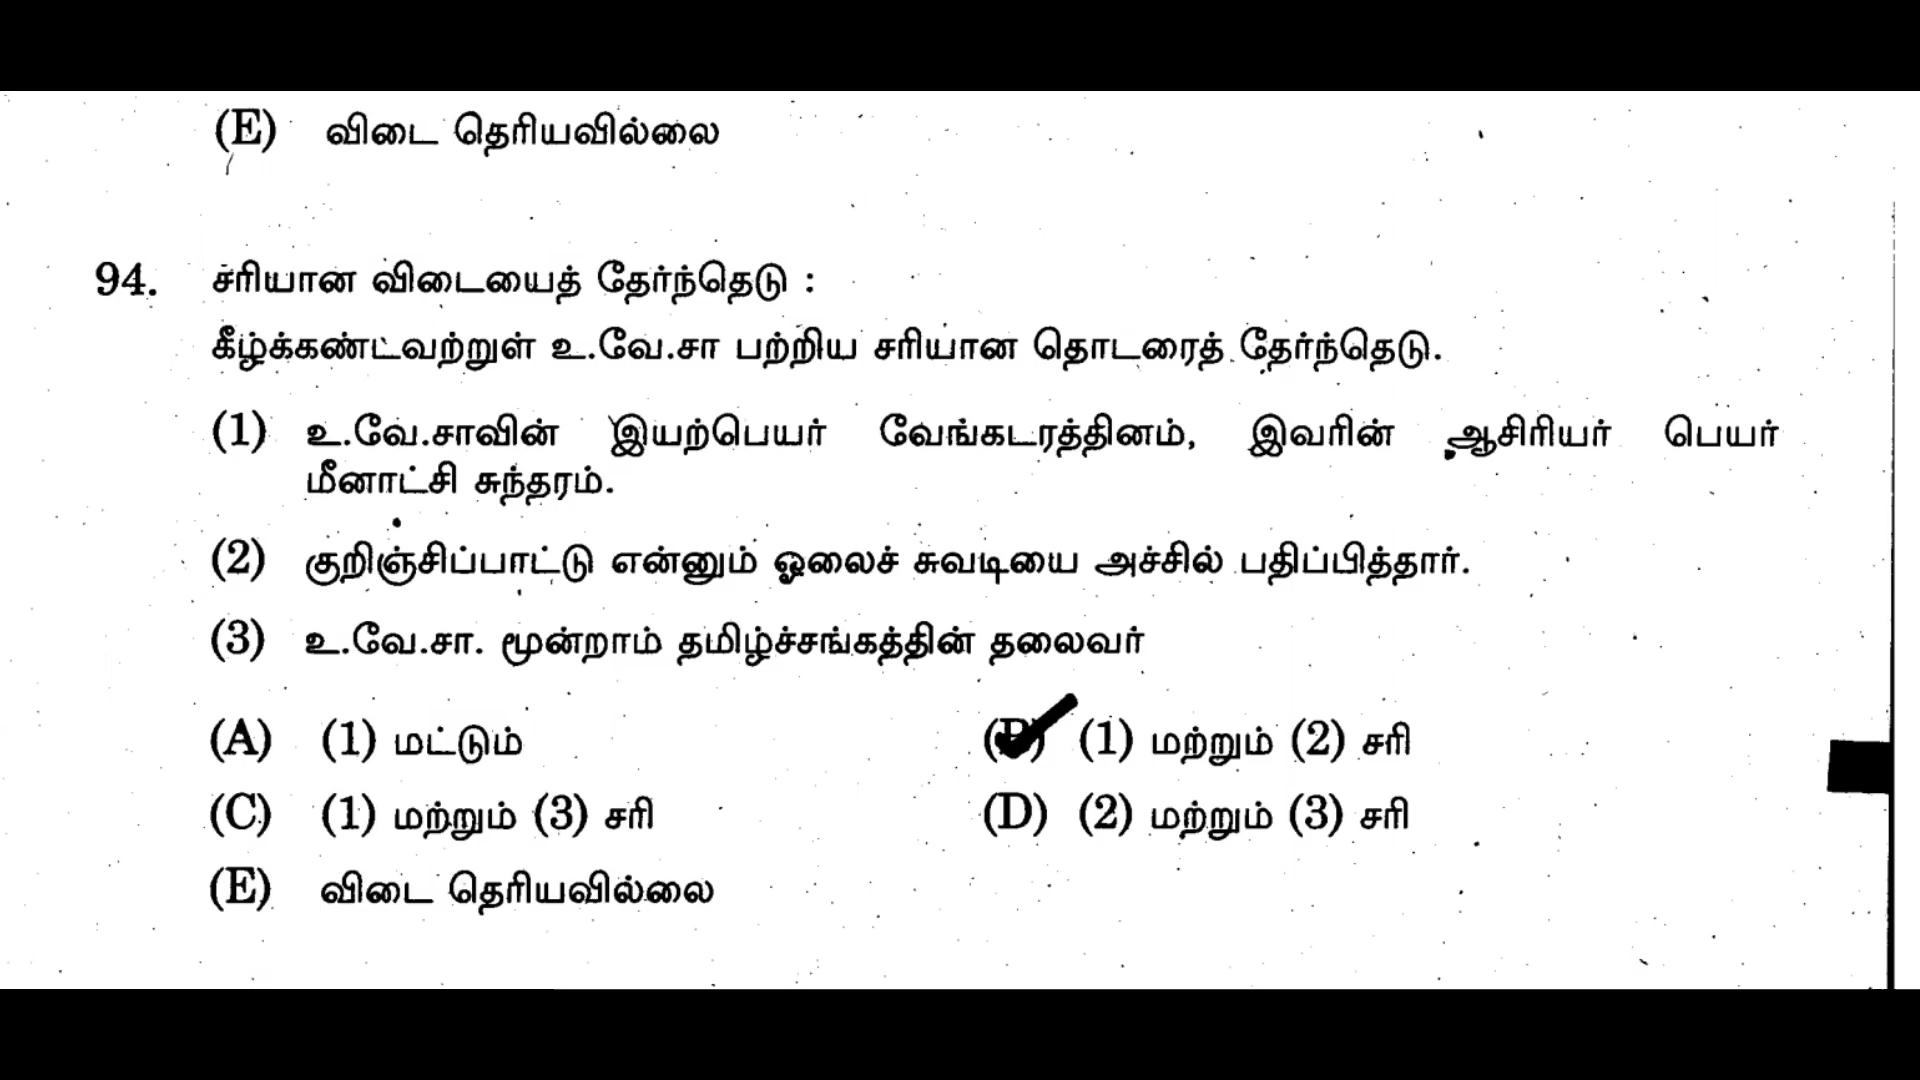 (E) விடை தெரியவில்லை
94. சரியான விடையைத் தேர்ந்தெடு :
கீழ்க்கண்டவற்றுள் உ.வே.சா பற்றிய சரியான தொடரைத் தேர்ந்தெடு.
(1) உ.வே.சாவின் இயற்பெயர் வேங்கடரத்தினம், இவரின் ஆசிரியர் பெயர்
மீனாட்சி சுந்தரம்.
(2) குறிஞ்சிப்பாட்டு என்னும் ஓலைச் சுவடியை அச்சில் பதிப்பித்தார்.
(3) உ.வே.சா. மூன்றாம் தமிழ்ச்சங்கத்தின் தலைவர்
(A) (1) மட்டும் (B) (1) மற்றும் (2) சரி
(C) (1) மற்றும் (3) சரி (D) (2) மற்றும் (3) சரி
(E) விடை தெரியவில்லை